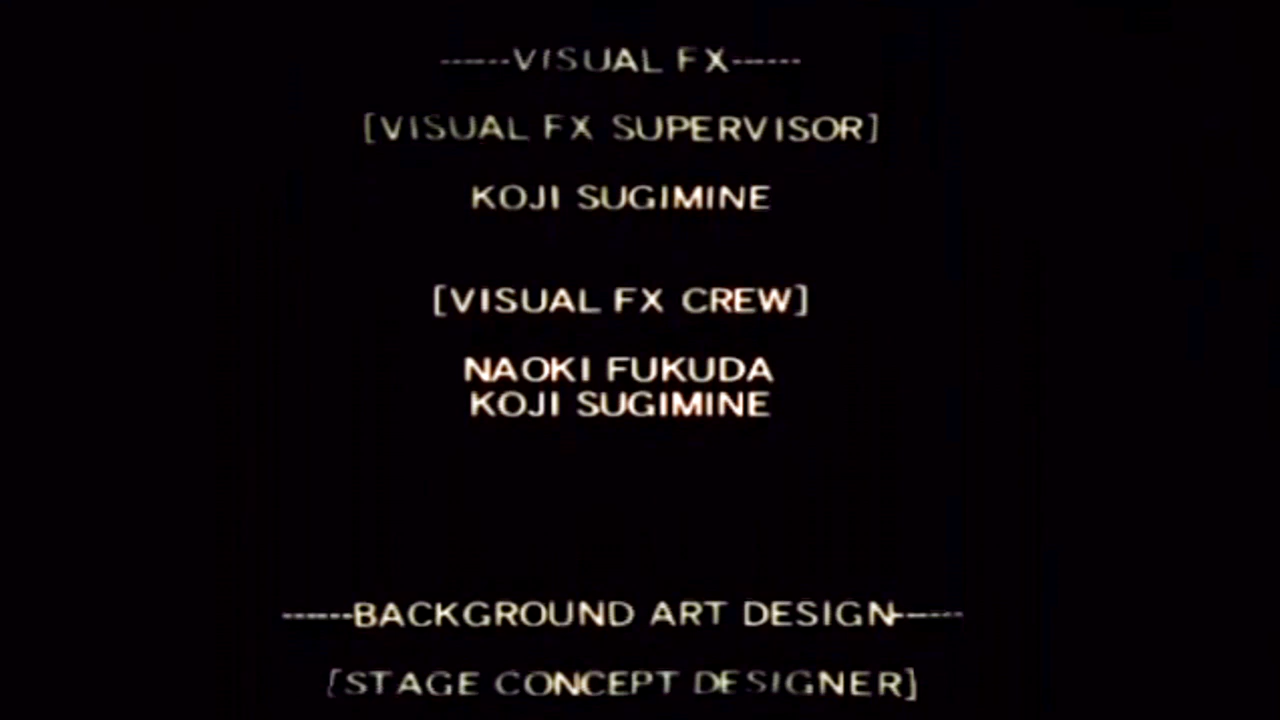 ------VISUAL FX------
[VISUAL FX SUPERVISOR]
KOJI SUGIMINE
[VISUAL FX CREW]
NAOKI FUKUDA
KOJI SUGIMINE
------BACKGROUND ART DESIGN------
[STAGE CONCEPT DESIGNER]